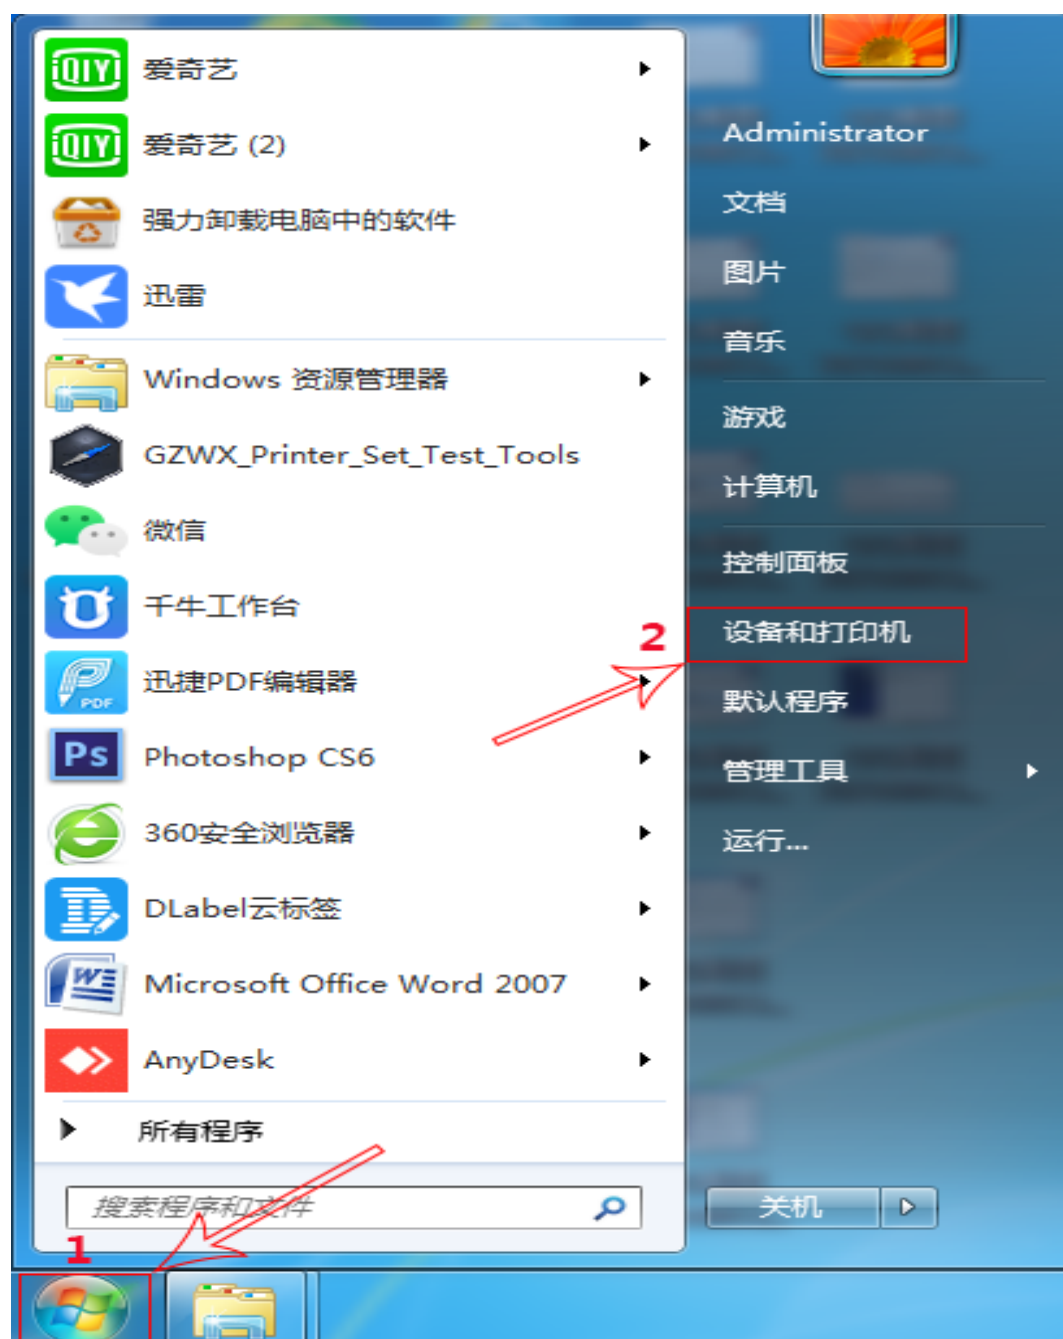 iQIYI
爱奇艺
iQIYI
爱奇艺 (2)
强力卸载电脑中的软件
迅雷
Windows 资源管理器
GZWX_Printer_Set_Test_Tools
微信
千牛工作台
PDF
迅捷PDF编辑器
Ps
Photoshop CS6
360安全浏览器
DLabel云标签
W
Microsoft Office Word 2007
AnyDesk
所有程序
搜索程序和文件
1
Administrator
文档
图片
音乐
游戏
计算机
控制面板
2
设备和打印机
默认程序
管理工具
运行...
关机